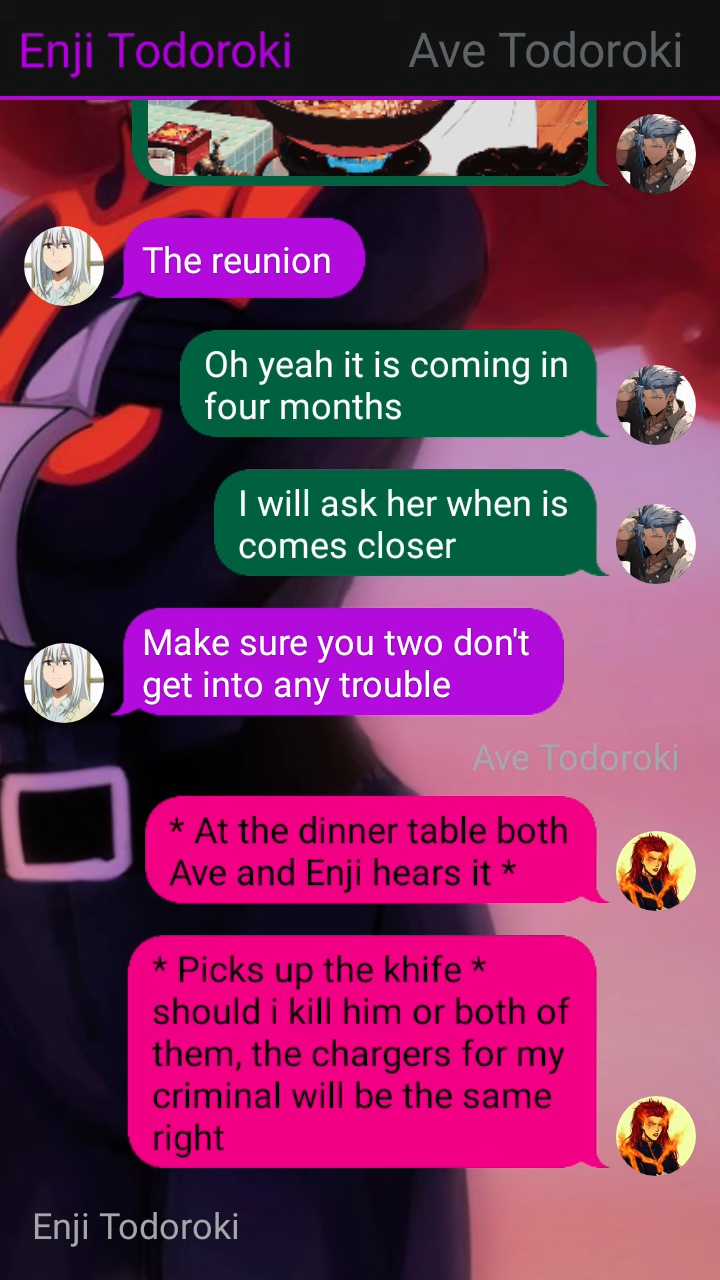 Enji Todoroki
Ave Todoroki
The reunion
Oh yeah it is coming in
four months
I will ask her when is
comes closer
Make sure you two don't
get into any trouble
Ave Todoroki
* At the dinner table both
Ave and Enji hears it *
* Picks up the khife *
should i kill him or both of
them, the chargers for my
criminal will be the same
right
Enji Todoroki